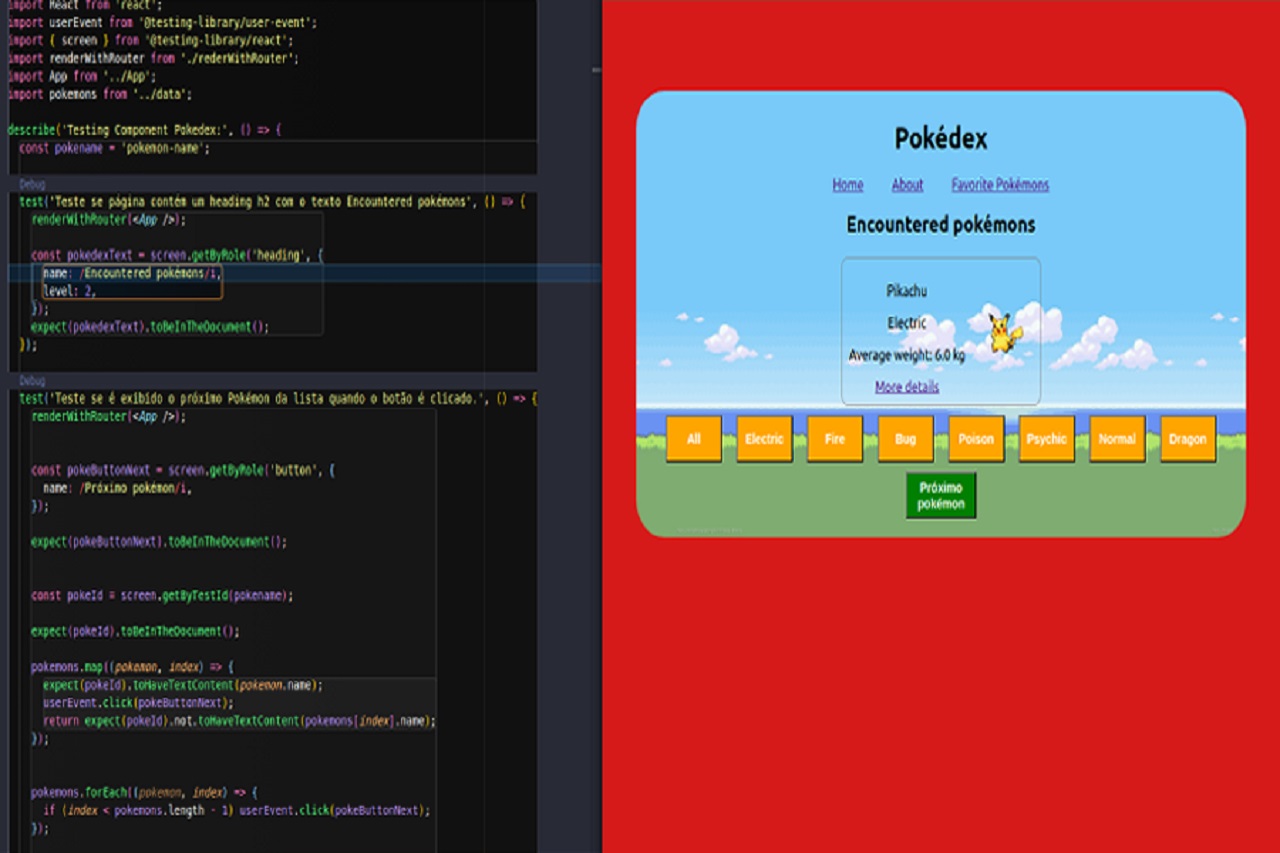 import React from 'react';
import userEvent from '@testing-library/user-event';
import { screen } from '@testing-library/react';
import renderWithRouter from './rederWithRouter';
import App from '../App';
import pokemons from '../data';
describe('Testing Component Pokedex:', () => {
const pokename = 'pokemon-name';
Debug
test('Teste se página contém um heading h2 com o texto Encountered pokémons', () => {
renderWithRouter(<App />);
const pokedexText = screen.getByRole('heading', {
name: /Encountered pokémons/i,
level: 2,
});
expect(pokedexText).toBeInTheDocument();
});
Debug
test('Teste se é exibido o próximo Pokémon da lista quando o botão é clicado.', () => {
renderWithRouter(<App />);
const pokeButtonNext = screen.getByRole('button', {
name: /Próximo pokémon/i,
});
expect(pokeButtonNext).toBeInTheDocument();
const pokeId = screen.getByTestId(pokename);
expect(pokeId).toBeInTheDocument();
pokemons.map((pokemon, index) => {
expect(pokeId).toHaveTextContent(pokemon.name);
userEvent.click(pokeButtonNext);
return expect(pokeId).not.toHaveTextContent(pokemons[index].name);
});
pokemons.forEach((pokemon, index) => {
if (index < pokemons.length - 1) userEvent.click(pokeButtonNext);
});
Pokédex
Home About Favorite Pokémons
Encountered pokémons
Pikachu
Electric
Average weight: 6.0 kg
More details
All Electric Fire Bug Poison Psychic Normal Dragon
Próximo
pokémon